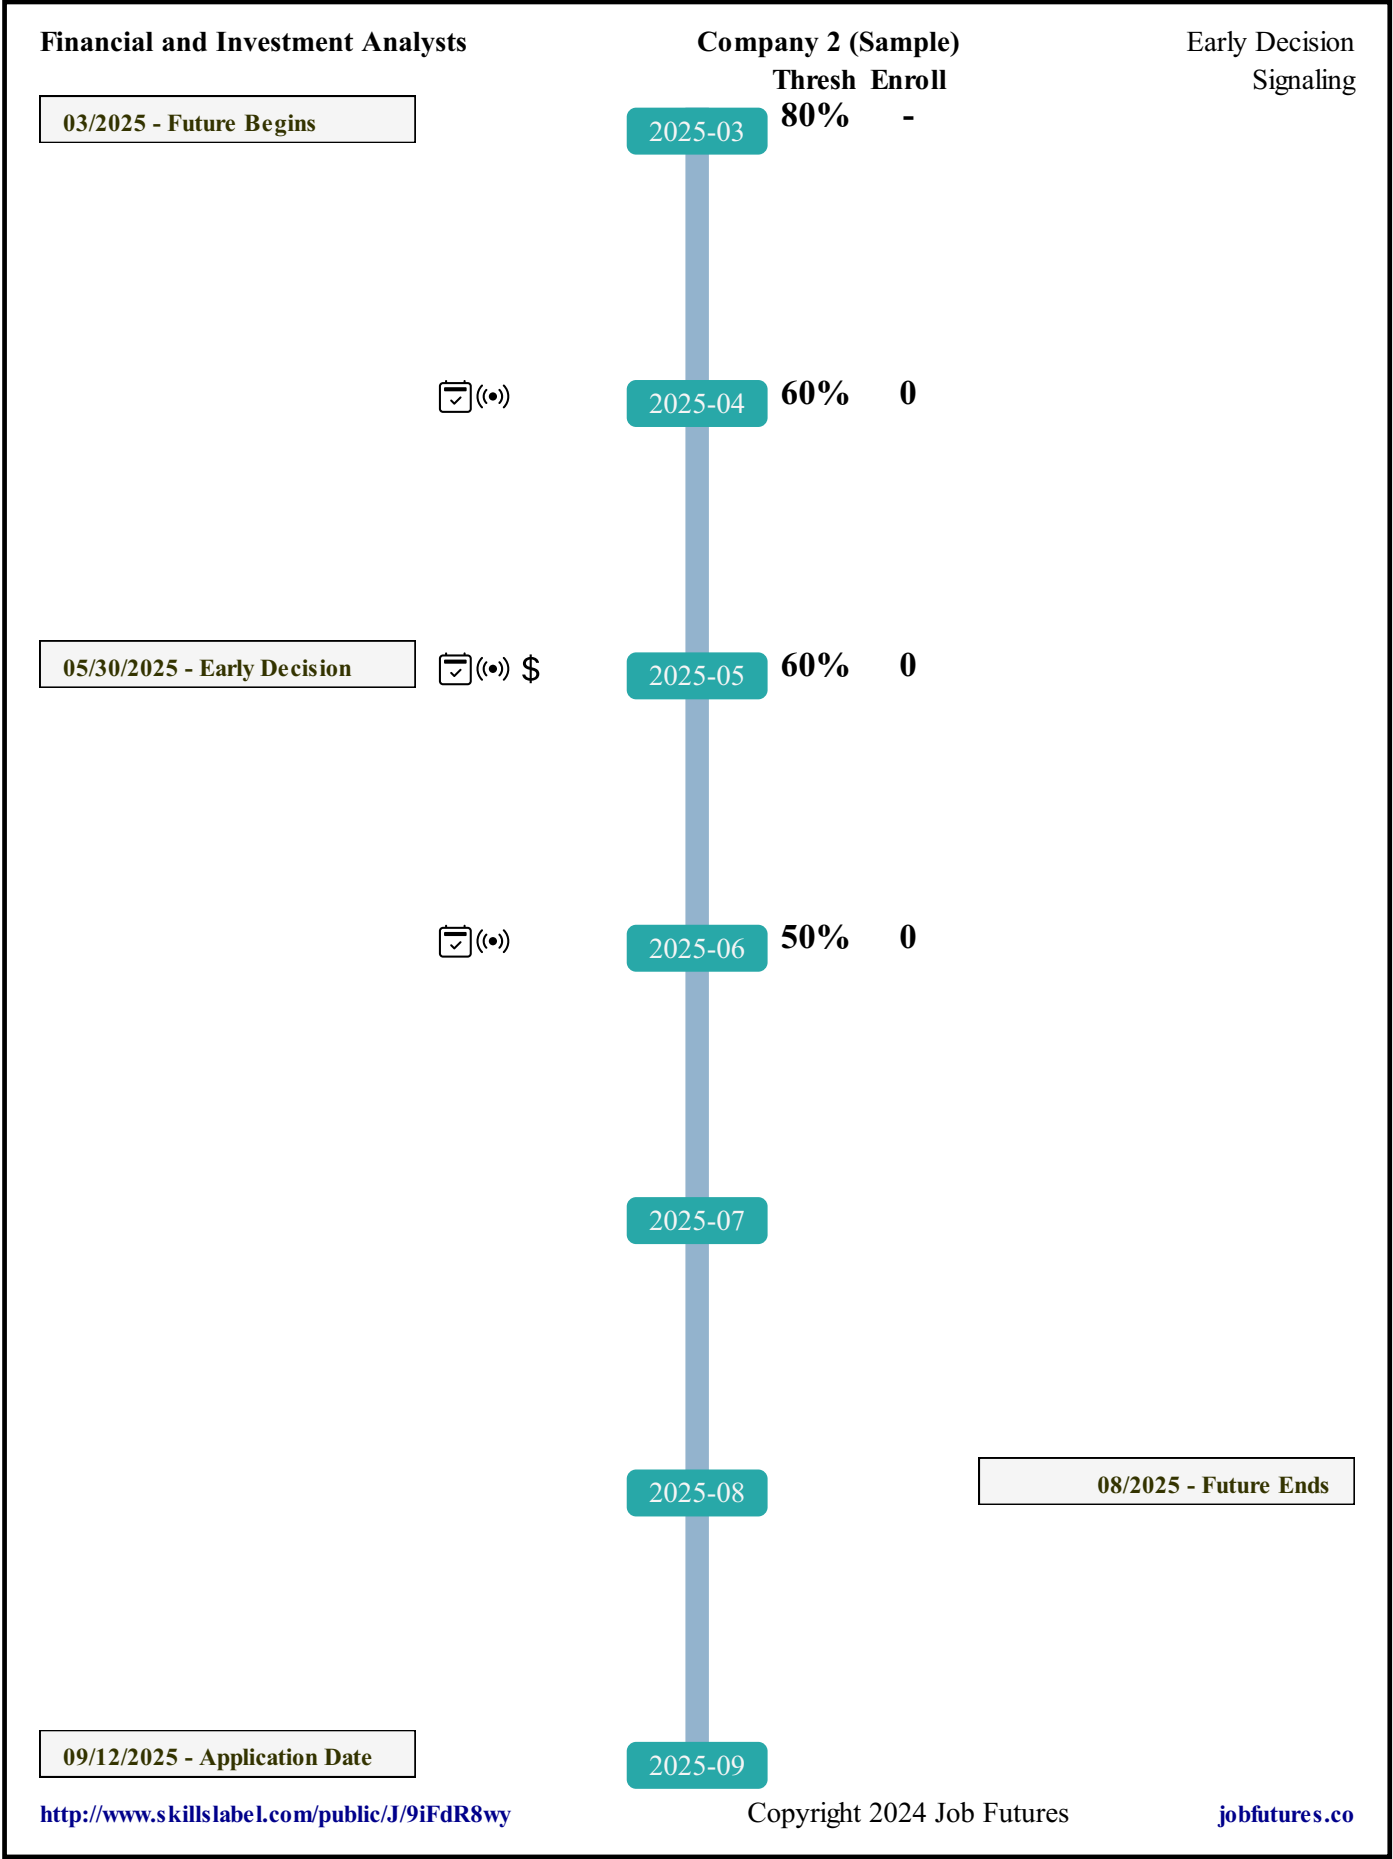 Financial and Investment Analysts Company 2 (Sample) Early Decision
Thresh Enroll Signaling
03/2025 - Future Begins 2025-03 80% -
2025-04 60% 0
05/30/2025 - Early Decision $ 2025-05 60% 0
2025-06 50% 0
2025-07
2025-08 08/2025 - Future Ends
09/12/2025 - Application Date 2025-09
http://www.skillslabel.com/public/J/9iFdR8wy Copyright 2024 Job Futures jobfutures.co